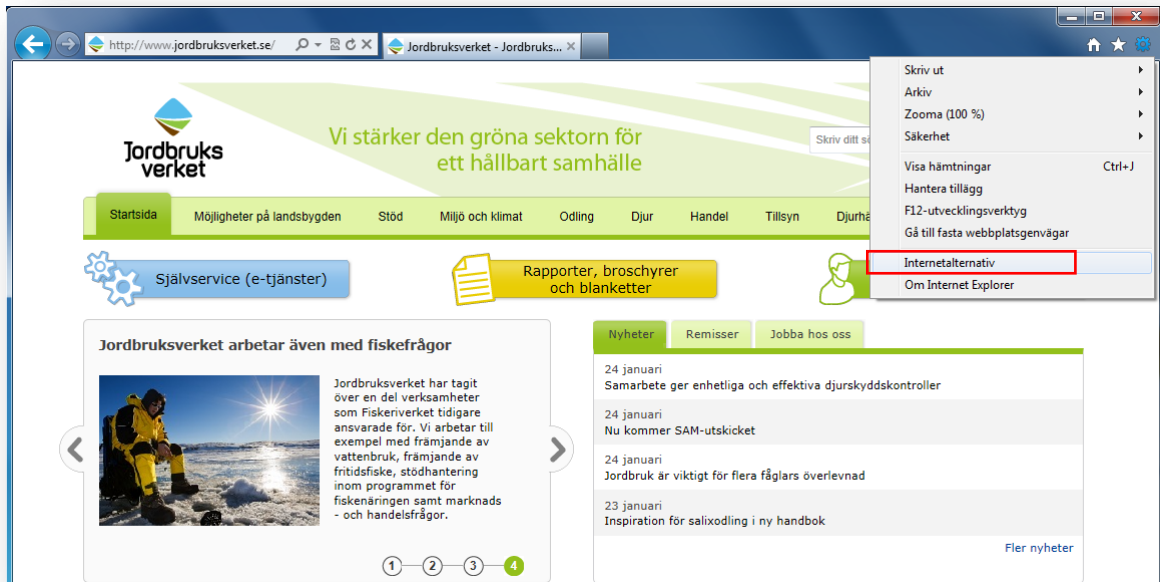 http://www.jordbruksverket.se/
Jordbruksverket - Jordbruks...
Skriv ut
Arkiv
Zooma (100 %)
Säkerhet
Visa hämtningar Ctrl+J
Hantera tillägg
F12-utvecklingsverktyg
Gå till fasta webbplatsgenvägar
Internetalternativ
Om Internet Explorer
Jordbruks
verket
Vi stärker den gröna sektorn för
ett hållbart samhälle
Skriv ditt
Startsida Möjligheter på landsbygden Stöd Miljö och klimat Odling Djur Handel Tillsyn
Självservice (e-tjänster)
Rapporter, broschyrer
och blanketter
Jordbruksverket arbetar även med fiskefrågor
Jordbruksverket har tagit
över en del verksamheter
som Fiskeriverket tidigare
ansvarade för. Vi arbetar till
exempel med främjande av
vattenbruk, främjande av
fritidsfiske, stödhantering
inom programmet för
fiskenäringen samt marknads
- och handelsfrågor.
1 2 3 4
Nyheter Remisser Jobba hos oss
24 januari
Samarbete ger enhetliga och effektiva djurskyddskontroller
24 januari
Nu kommer SAM-utskicket
24 januari
Jordbruk är viktigt för flera fåglars överlevnad
23 januari
Inspiration för salixodling i ny handbok
Fler nyheter